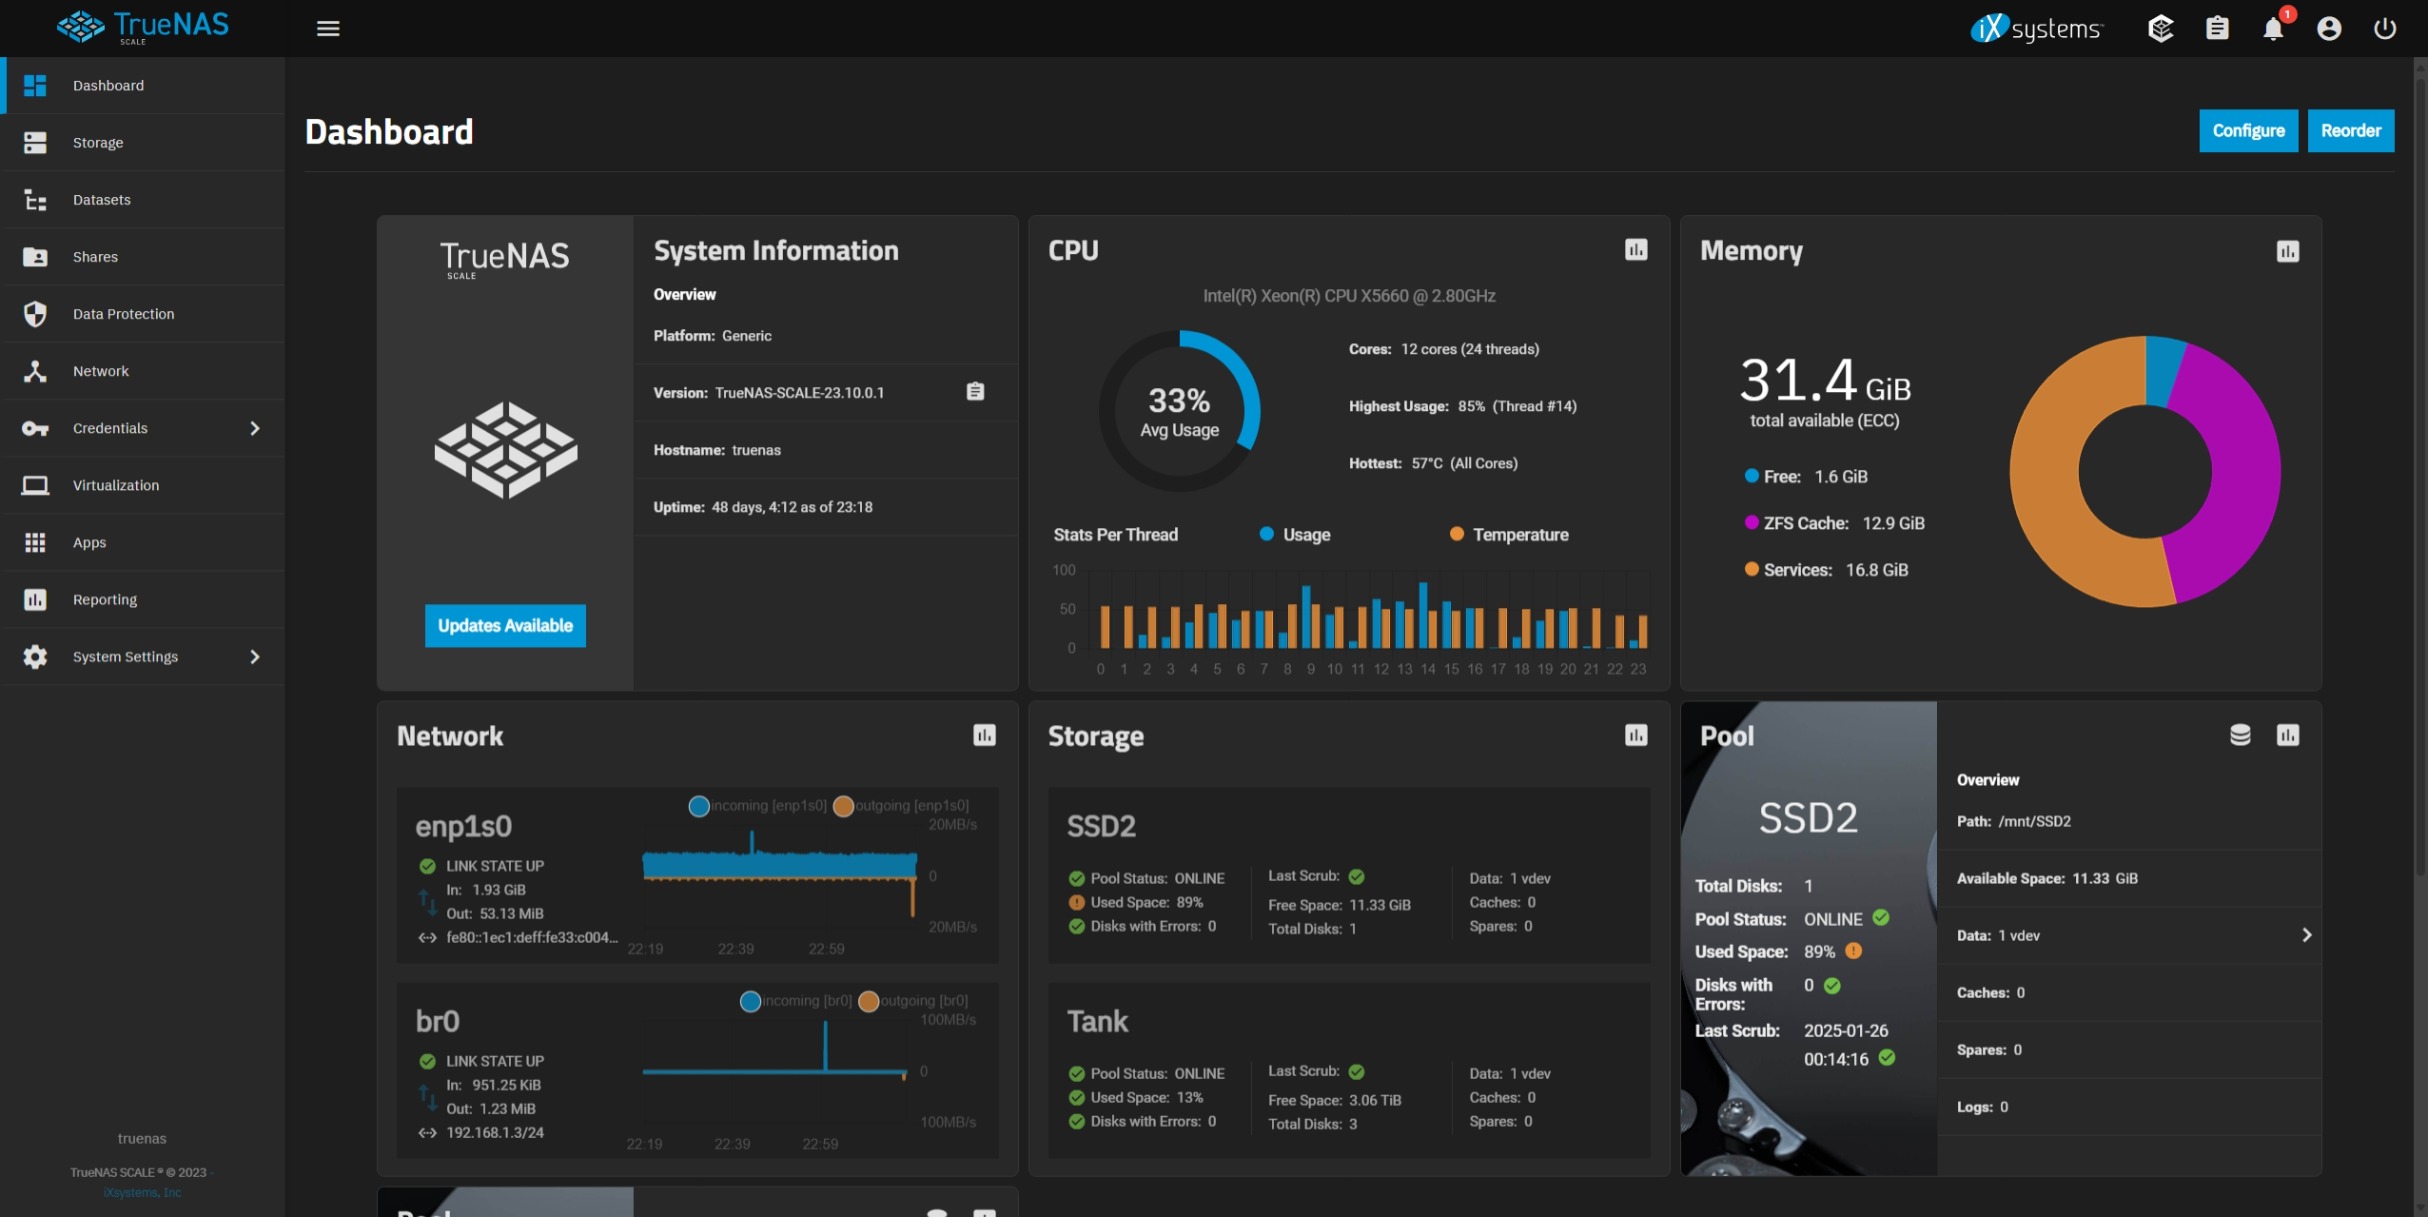 TrueNAS
SCALE
iX systems
1
Dashboard
Storage
Datasets
Shares
Data Protection
Network
Credentials
Virtualization
Apps
Reporting
System Settings
truenas
TrueNAS SCALE ® © 2023 -
iXsystems, Inc
Dashboard
Configure
Reorder
TrueNAS
SCALE
Updates Available
System Information
Overview
Platform: Generic
Version: TrueNAS-SCALE-23.10.0.1
Hostname: truenas
Uptime: 48 days, 4:12 as of 23:18
CPU
Intel(R) Xeon(R) CPU X5660 @ 2.80GHz
33%
Avg Usage
Cores: 12 cores (24 threads)
Highest Usage: 85% (Thread #14)
Hottest: 57°C (All Cores)
Stats Per Thread
Usage
Temperature
100
50
0
0 1 2 3 4 5 6 7 8 9 10 11 12 13 14 15 16 17 18 19 20 21 22 23
Memory
31.4 GiB
total available (ECC)
Free: 1.6 GiB
ZFS Cache: 12.9 GiB
Services: 16.8 GiB
Network
enp1s0
LINK STATE UP
In: 1.93 GiB
Out: 53.13 MiB
fe80::1ec1:deff:fe33:c004...
incoming [enp1s0] outgoing [enp1s0]
20MB/s
0
20MB/s
22:19 22:39 22:59
br0
LINK STATE UP
In: 951.25 KiB
Out: 1.23 MiB
192.168.1.3/24
incoming [br0] outgoing [br0]
100MB/s
0
100MB/s
22:19 22:39 22:59
Storage
SSD2
Pool Status: ONLINE
Used Space: 89%
Disks with Errors: 0
Last Scrub:
Free Space: 11.33 GiB
Total Disks: 1
Data: 1 vdev
Caches: 0
Spares: 0
Tank
Pool Status: ONLINE
Used Space: 13%
Disks with Errors: 0
Last Scrub:
Free Space: 3.06 TiB
Total Disks: 3
Data: 1 vdev
Caches: 0
Spares: 0
Pool
SSD2
Total Disks: 1
Pool Status: ONLINE
Used Space: 89%
Disks with 0
Errors:
Last Scrub: 2025-01-26
00:14:16
Overview
Path: /mnt/SSD2
Available Space: 11.33 GiB
Data: 1 vdev
Caches: 0
Spares: 0
Logs: 0